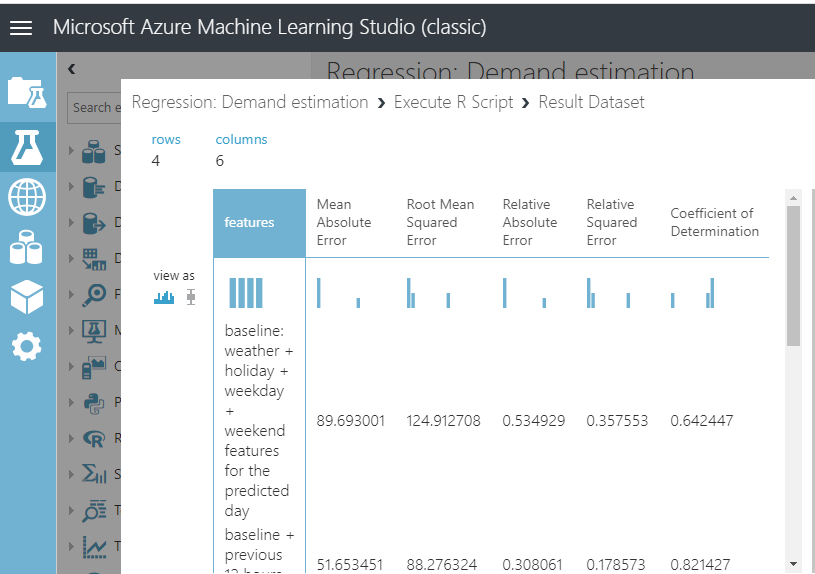 Microsoft Azure Machine Learning Studio (classic)
Regression: Demand estimation
Search e
Regression: Demand estimation › Execute R Script › Result Dataset
rows
columns
4
6
features
Mean
Absolute
Error
Root Mean
Squared
Error
Relative
Absolute
Error
Relative
Squared
Error
Coefficient of
Determination
view as
baseline:
weather +
holiday +
weekday
+
weekend
features
for the
predicted
day
89.693001
124.912708
0.534929
0.357553
0.642447
baseline +
previous
12 hours
51.653451
88.276324
0.308061
0.178573
0.821427
S
D
D
D
F
M
C
P
R
S
T
T